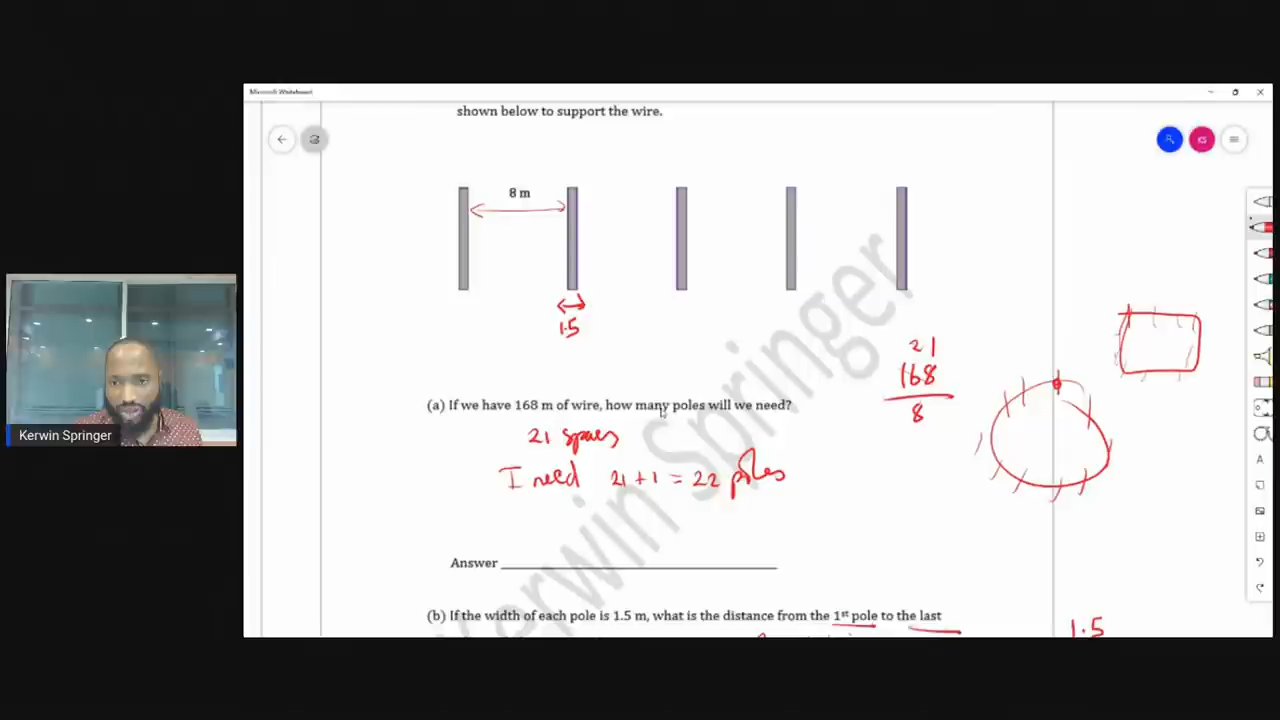 Microsoft Whiteboard
shown below to support the wire.
8 m
1.5
21
168
8
(a) If we have 168 m of wire, how many poles will we need?
21 spaces
I need 21 + 1 = 22 poles
Answer
(b) If the width of each pole is 1.5 m, what is the distance from the 1st pole to the last
1.5
Kerwin Springer
Kerwin Springer